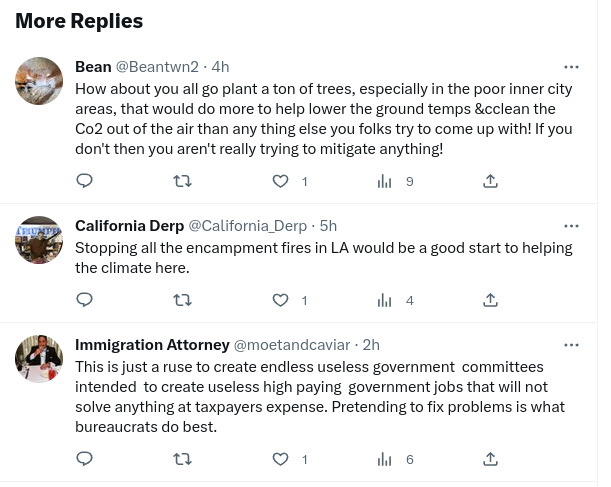 More Replies
Bean @Beantwn2 · 4h
How about you all go plant a ton of trees, especially in the poor inner city
areas, that would do more to help lower the ground temps &cclean the
Co2 out of the air than any thing else you folks try to come up with! If you
don't then you aren't really trying to mitigate anything!
1 9
California Derp @California_Derp · 5h
Stopping all the encampment fires in LA would be a good start to helping
the climate here.
1 4
Immigration Attorney @moetandcaviar · 2h
This is just a ruse to create endless useless government  committees
intended  to create useless high paying  government jobs that will not
solve anything at taxpayers expense. Pretending to fix problems is what
bureaucrats do best.
1 6